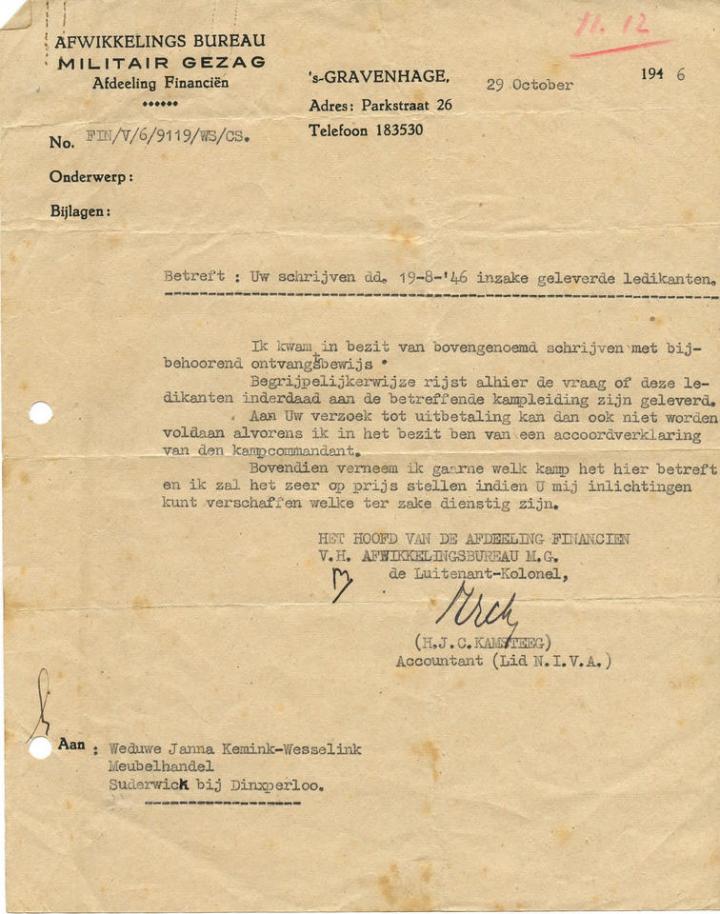 11.12
AFWIKKELINGS BUREAU
MILITAIR GEZAG
Afdeeling Financiën
's-GRAVENHAGE, 29 October 1946
Adres: Parkstraat 26
Telefoon 183530
No. FIN/V/6/9119/WS/CS.
Onderwerp:
Bijlagen:
Betreft : Uw schrijven dd. 19-8-'46 inzake geleverde ledikanten.
Ik kwam in bezit van bovengenoemd schrijven met bij-
behoorend ontvangstbewijs .
Begrijpelijkerwijze rijst alhier de vraag of deze le-
dikanten inderdaad aan de betreffende kampleiding zijn geleverd.
Aan Uw verzoek tot uitbetaling kan dan ook niet worden
voldaan alvorens ik in het bezit ben van een accoordverklaring
van den kampcommandant.
Bovendien verneem ik gaarne welk kamp het hier betreft
en ik zal het zeer op prijs stellen indien U mij inlichtingen
kunt verschaffen welke ter zake dienstig zijn.
HET HOOFD VAN DE AFDEELING FINANCIEN
V.H. AFWIKKELINGSBUREAU M.G.
de Luitenant-Kolonel,
(H.J.C.KAMSTEEG)
Accountant (Lid N.I.V.A.)
Aan : Weduwe Janna Kemink-Wesselink
Meubelhandel
Suderwick bij Dinxperloo.